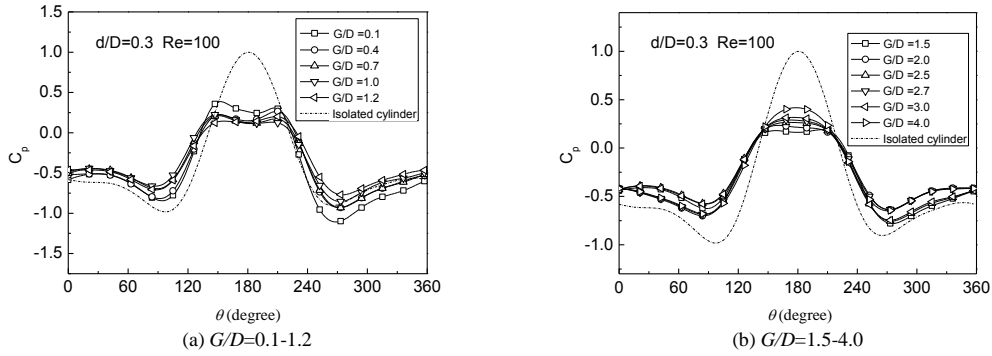 d/D=0.3 Re=100
G/D =0.1
G/D =0.4
G/D =0.7
G/D =1.0
G/D =1.2
Isolated cylinder
1.5
1.0
0.5
0.0
-0.5
-1.0
-1.5
Cp
0 60 120 180 240 300 360
θ (degree)
(a) G/D=0.1-1.2
d/D=0.3 Re=100
G/D =1.5
G/D =2.0
G/D =2.5
G/D =2.7
G/D =3.0
G/D =4.0
Isolated cylinder
1.0
0.5
0.0
-0.5
-1.0
Cp
0 60 120 180 240 300 360
θ (degree)
(b) G/D=1.5-4.0